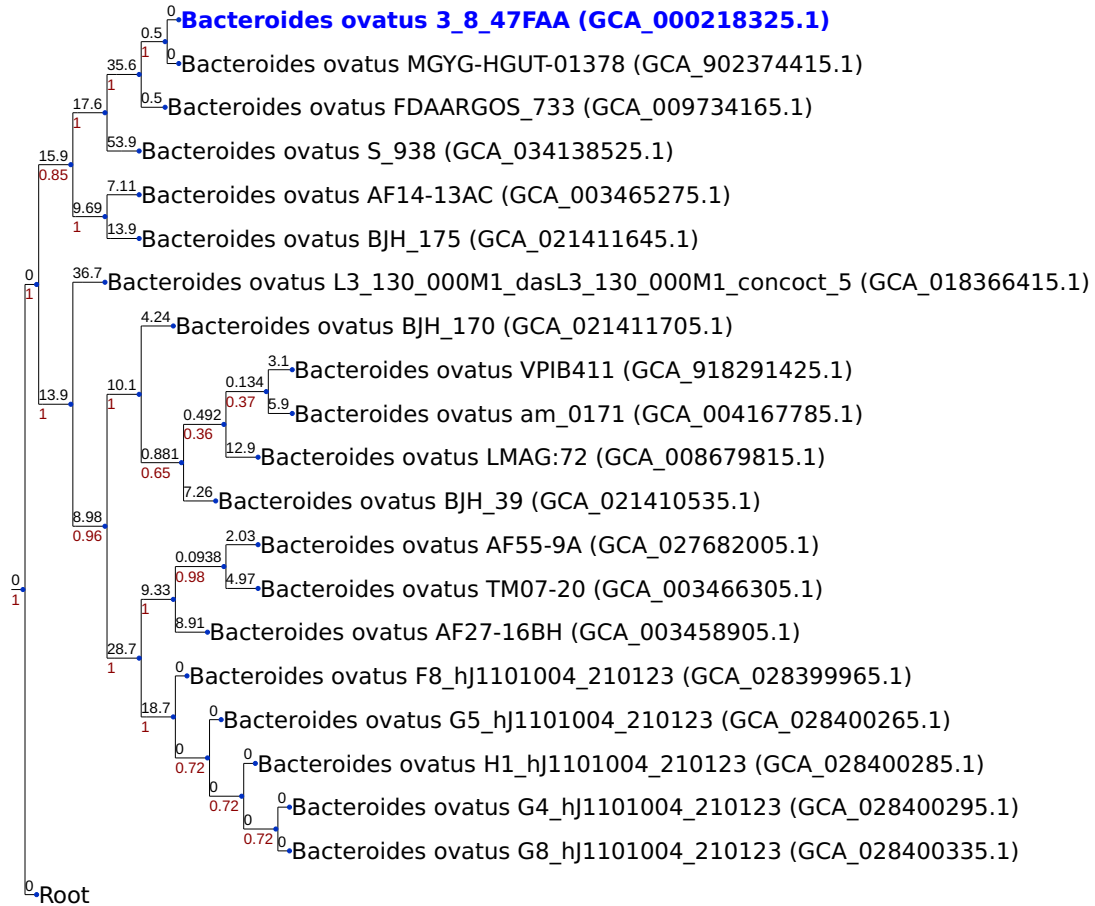 0
Bacteroides ovatus 3_8_47FAA (GCA_000218325.1)
0.5
1
0
Bacteroides ovatus MGYG-HGUT-01378 (GCA_902374415.1)
35.6
1
0.5
Bacteroides ovatus FDAARGOS_733 (GCA_009734165.1)
17.6
1
53.9
Bacteroides ovatus S_938 (GCA_034138525.1)
15.9
0.85
7.11
Bacteroides ovatus AF14-13AC (GCA_003465275.1)
9.69
1
13.9
Bacteroides ovatus BJH_175 (GCA_021411645.1)
0
1
36.7
Bacteroides ovatus L3_130_000M1_dasL3_130_000M1_concoct_5 (GCA_018366415.1)
4.24
Bacteroides ovatus BJH_170 (GCA_021411705.1)
3.1
Bacteroides ovatus VPIB411 (GCA_918291425.1)
13.9
1
10.1
1
0.134
0.37
5.9
Bacteroides ovatus am_0171 (GCA_004167785.1)
0.492
0.36
12.9
Bacteroides ovatus LMAG:72 (GCA_008679815.1)
0.881
0.65
7.26
Bacteroides ovatus BJH_39 (GCA_021410535.1)
8.98
0.96
2.03
Bacteroides ovatus AF55-9A (GCA_027682005.1)
0.0938
0.98
4.97
Bacteroides ovatus TM07-20 (GCA_003466305.1)
0
1
9.33
1
8.91
Bacteroides ovatus AF27-16BH (GCA_003458905.1)
28.7
1
0
Bacteroides ovatus F8_hJ1101004_210123 (GCA_028399965.1)
18.7
1
0
Bacteroides ovatus G5_hJ1101004_210123 (GCA_028400265.1)
0
0.72
0
Bacteroides ovatus H1_hJ1101004_210123 (GCA_028400285.1)
0
0.72
0
Bacteroides ovatus G4_hJ1101004_210123 (GCA_028400295.1)
0
0.72
0
Bacteroides ovatus G8_hJ1101004_210123 (GCA_028400335.1)
0
Root